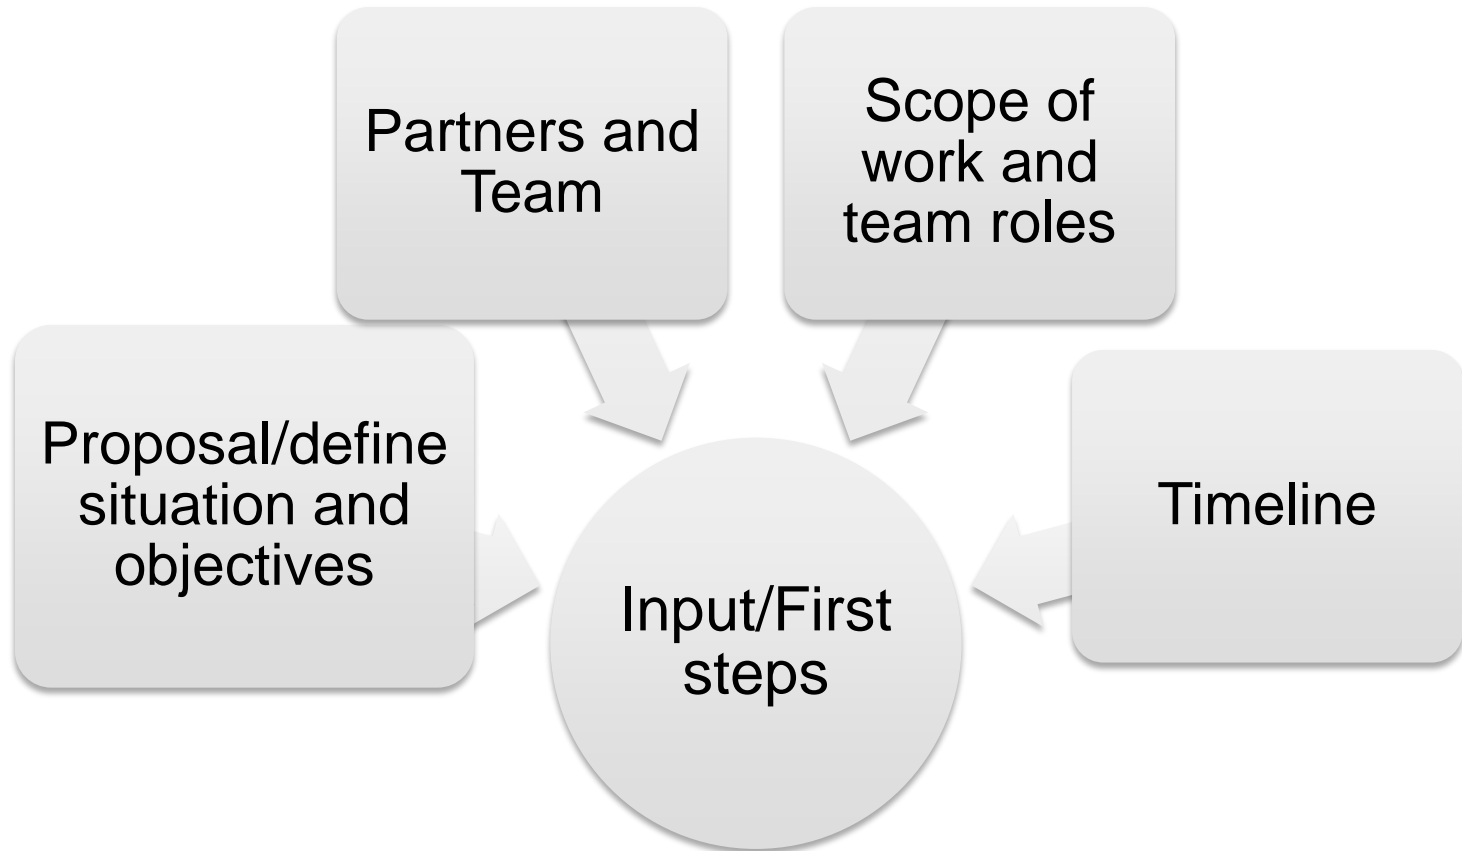 Partners and
Team
Scope of
work and
team roles
Proposal/define
situation and
objectives
Timeline
Input/First
steps